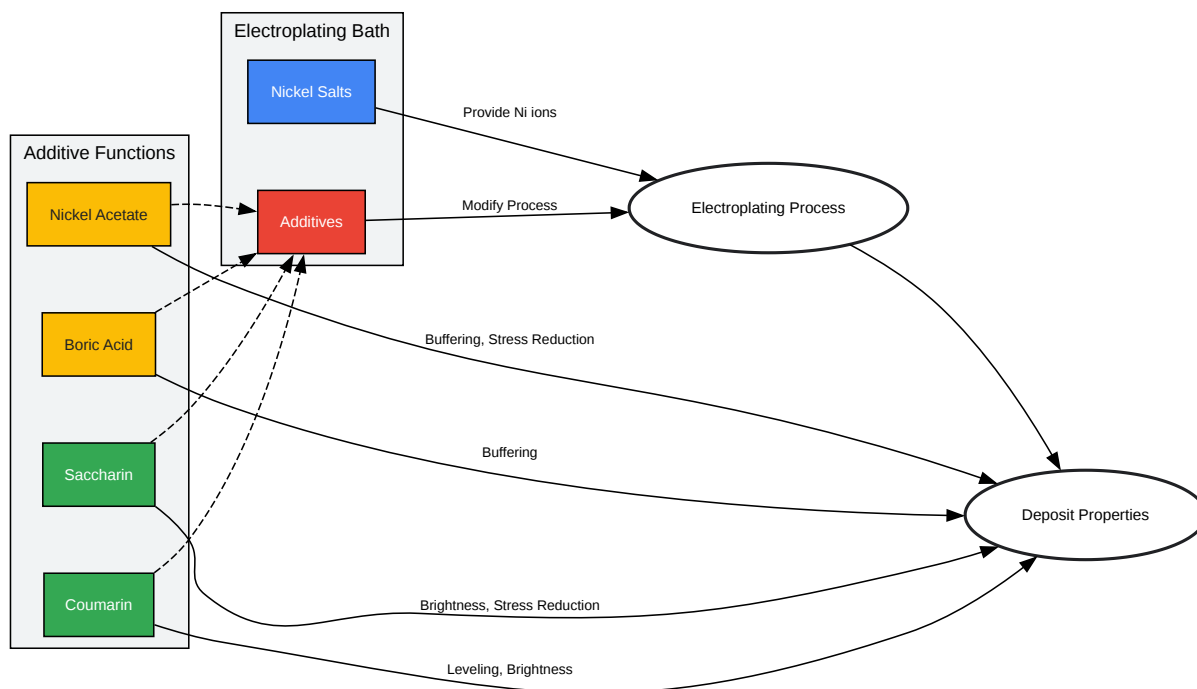 Electroplating Bath
Nickel Salts
Provide Ni ions
Additive Functions
Nickel Acetate
Additives
Modify Process
Electroplating Process
Boric Acid
Buffering, Stress Reduction
Buffering
Saccharin
Deposit Properties
Coumarin
Brightness, Stress Reduction
Leveling, Brightness